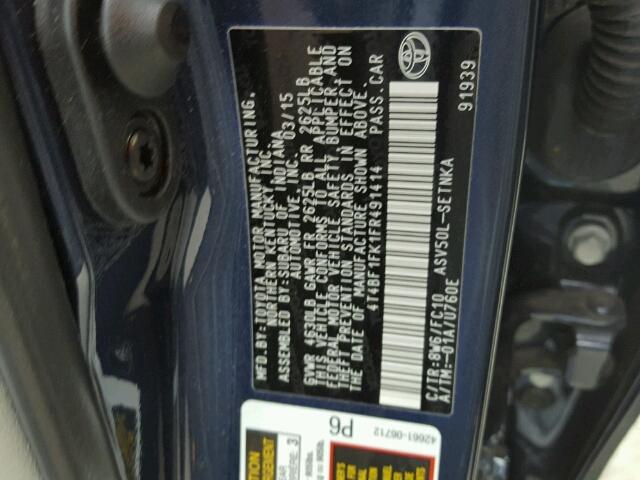 MFD.BY:TOYOTA MOTOR MANUFACTURING,
NORTHERN KENTUCKY,INC.
ASSEMBLED BY:SUBARU OF INDIANA
AUTOMOTIVE, INC. 03/15
GVWR 4630LB GAWR FR 2625LB RR 2625LB
THIS VEHICLE CONFORMS TO ALL APPLICABLE
FEDERAL MOTOR VEHICLE SAFETY BUMPER, AND
THEFT PREVENTION STANDARDS IN EFFECT ON
THE DATE OF MANUFACTURE SHOWN ABOVE.
4T4BF1FK1FR491414 PASS.CAR
C/TR:8W6/FC10 ASV50L-SETNKA
A/TM:-01A/U760E 91939
P6
42661-06712
3